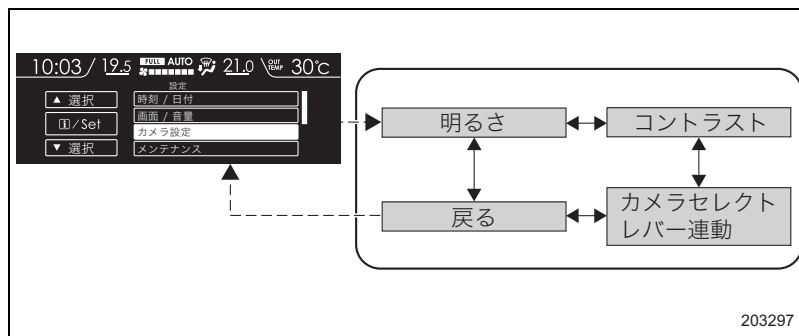 10:03 / 19.5 FULL AUTO 21.0 OUT TEMP 30℃
設定
▲ 選択
i/Set
▼ 選択
時刻 / 日付
画面 / 音量
カメラ設定
メンテナンス
明るさ
コントラスト
戻る
カメラセレクト
レバー連動
203297